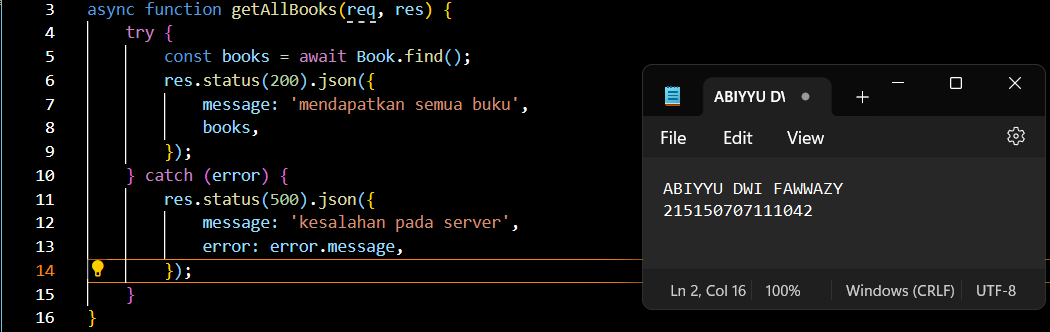 3 async function getAllBooks(req, res) {
4 try {
5 const books = await Book.find();
6 res.status(200).json({
7 message: 'mendapatkan semua buku',
8 books,
9 });
10 } catch (error) {
11 res.status(500).json({
12 message: 'kesalahan pada server',
13 error: error.message,
14 });
15 }
16 }
ABIYYU DW
File Edit View
ABIYYU DWI FAWWAZY
215150707111042
Ln 2, Col 16 100% Windows (CRLF) UTF-8